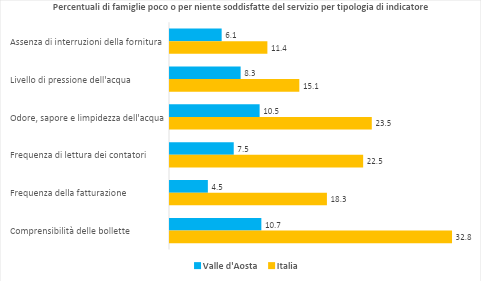 Percentuali di famiglie poco o per niente soddisfatte del servizio per tipologia di indicatore
Assenza di interruzioni della fornitura
6.1
11.4
Livello di pressione dell'acqua
8.3
15.1
Odore, sapore e limpidezza dell'acqua
10.5
23.5
Frequenza di lettura dei contatori
7.5
22.5
Frequenza della fatturazione
4.5
18.3
Comprensibilità delle bollette
10.7
32.8
Valle d'Aosta
Italia